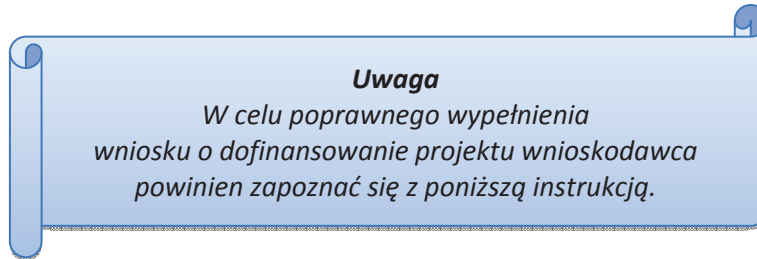 Uwaga
W celu poprawnego wypełnienia
wniosku o dofinansowanie projektu wnioskodawca
powinien zapoznać się z poniższą instrukcją.